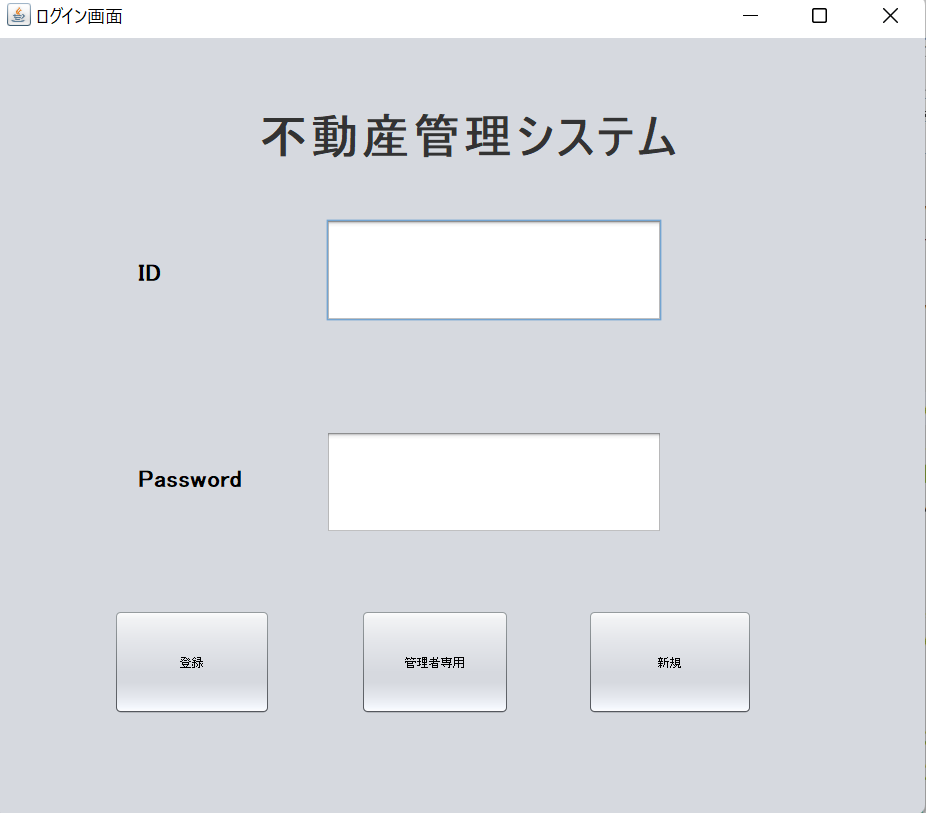 ログイン画面
不動産管理システム
ID
Password
登録
管理者専用
新規